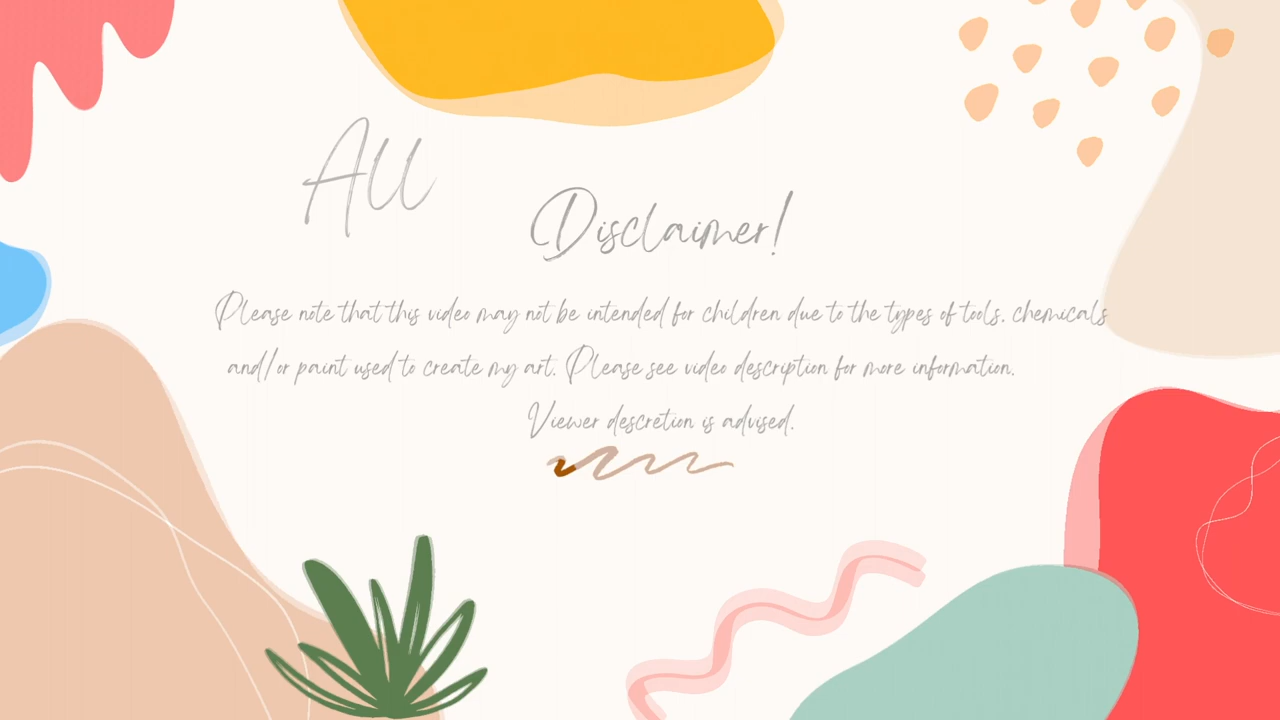 All
Disclaimer!
Please note that this video may not be intended for children due to the types of tools, chemicals
and/or paint used to create my art. Please see video description for more information.
Viewer descretion is advised.